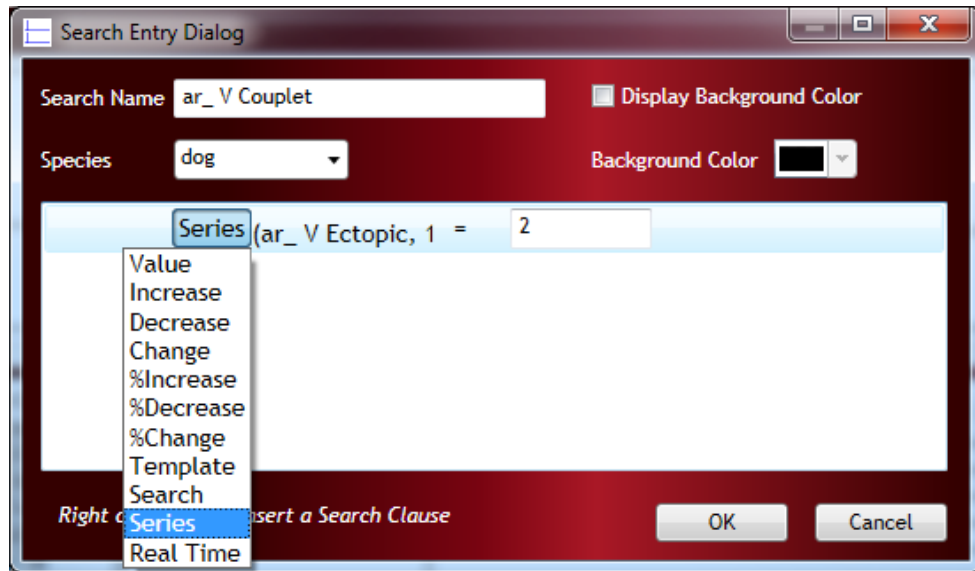 Search Entry Dialog
Search Name ar_ V Couplet Display Background Color
Species dog Background Color
Series (ar_ V Ectopic, 1 = 2
Value
Increase
Decrease
Change
%Increase
%Decrease
%Change
Template
Search
Series
Real Time
Right nsert a Search Clause
OK Cancel